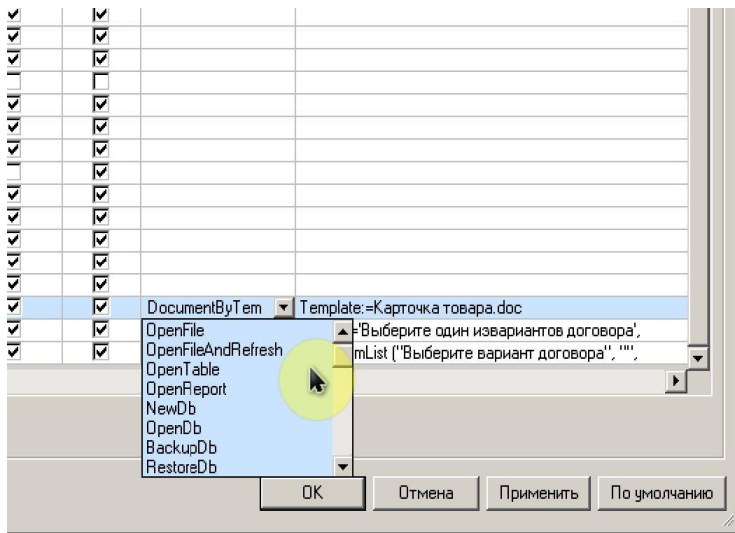 DocumentByTem Template:=Карточка товара.doc
OpenFile ='Выберите один извариантов договора',
OpenFileAndRefresh mList ("Выберите вариант договора", "",
OpenTable
OpenReport
NewDb
OpenDb
BackupDb
RestoreDb
OK Отмена Применить По умолчанию